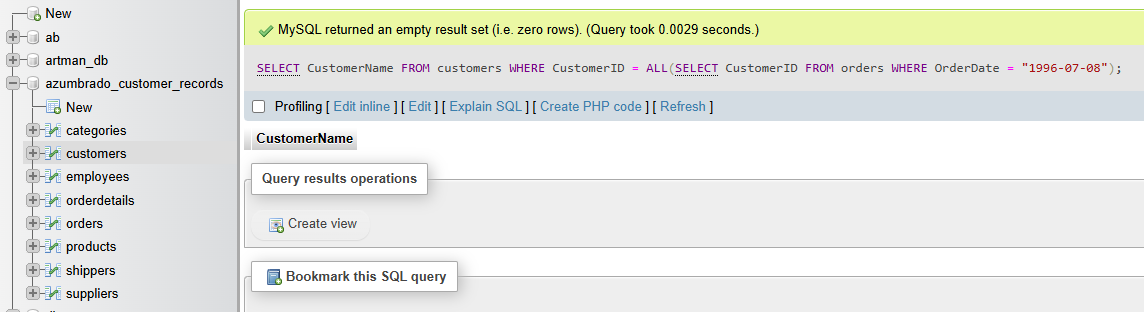 New
ab
artman_db
azumbrado_customer_records
New
categories
customers
employees
orderdetails
orders
products
shippers
suppliers
MySQL returned an empty result set (i.e. zero rows). (Query took 0.0029 seconds.)
SELECT CustomerName FROM customers WHERE CustomerID = ALL(SELECT CustomerID FROM orders WHERE OrderDate = "1996-07-08");
Profiling [ Edit inline ] [ Edit ] [ Explain SQL ] [ Create PHP code ] [ Refresh ]
CustomerName
Query results operations
Create view
Bookmark this SQL query